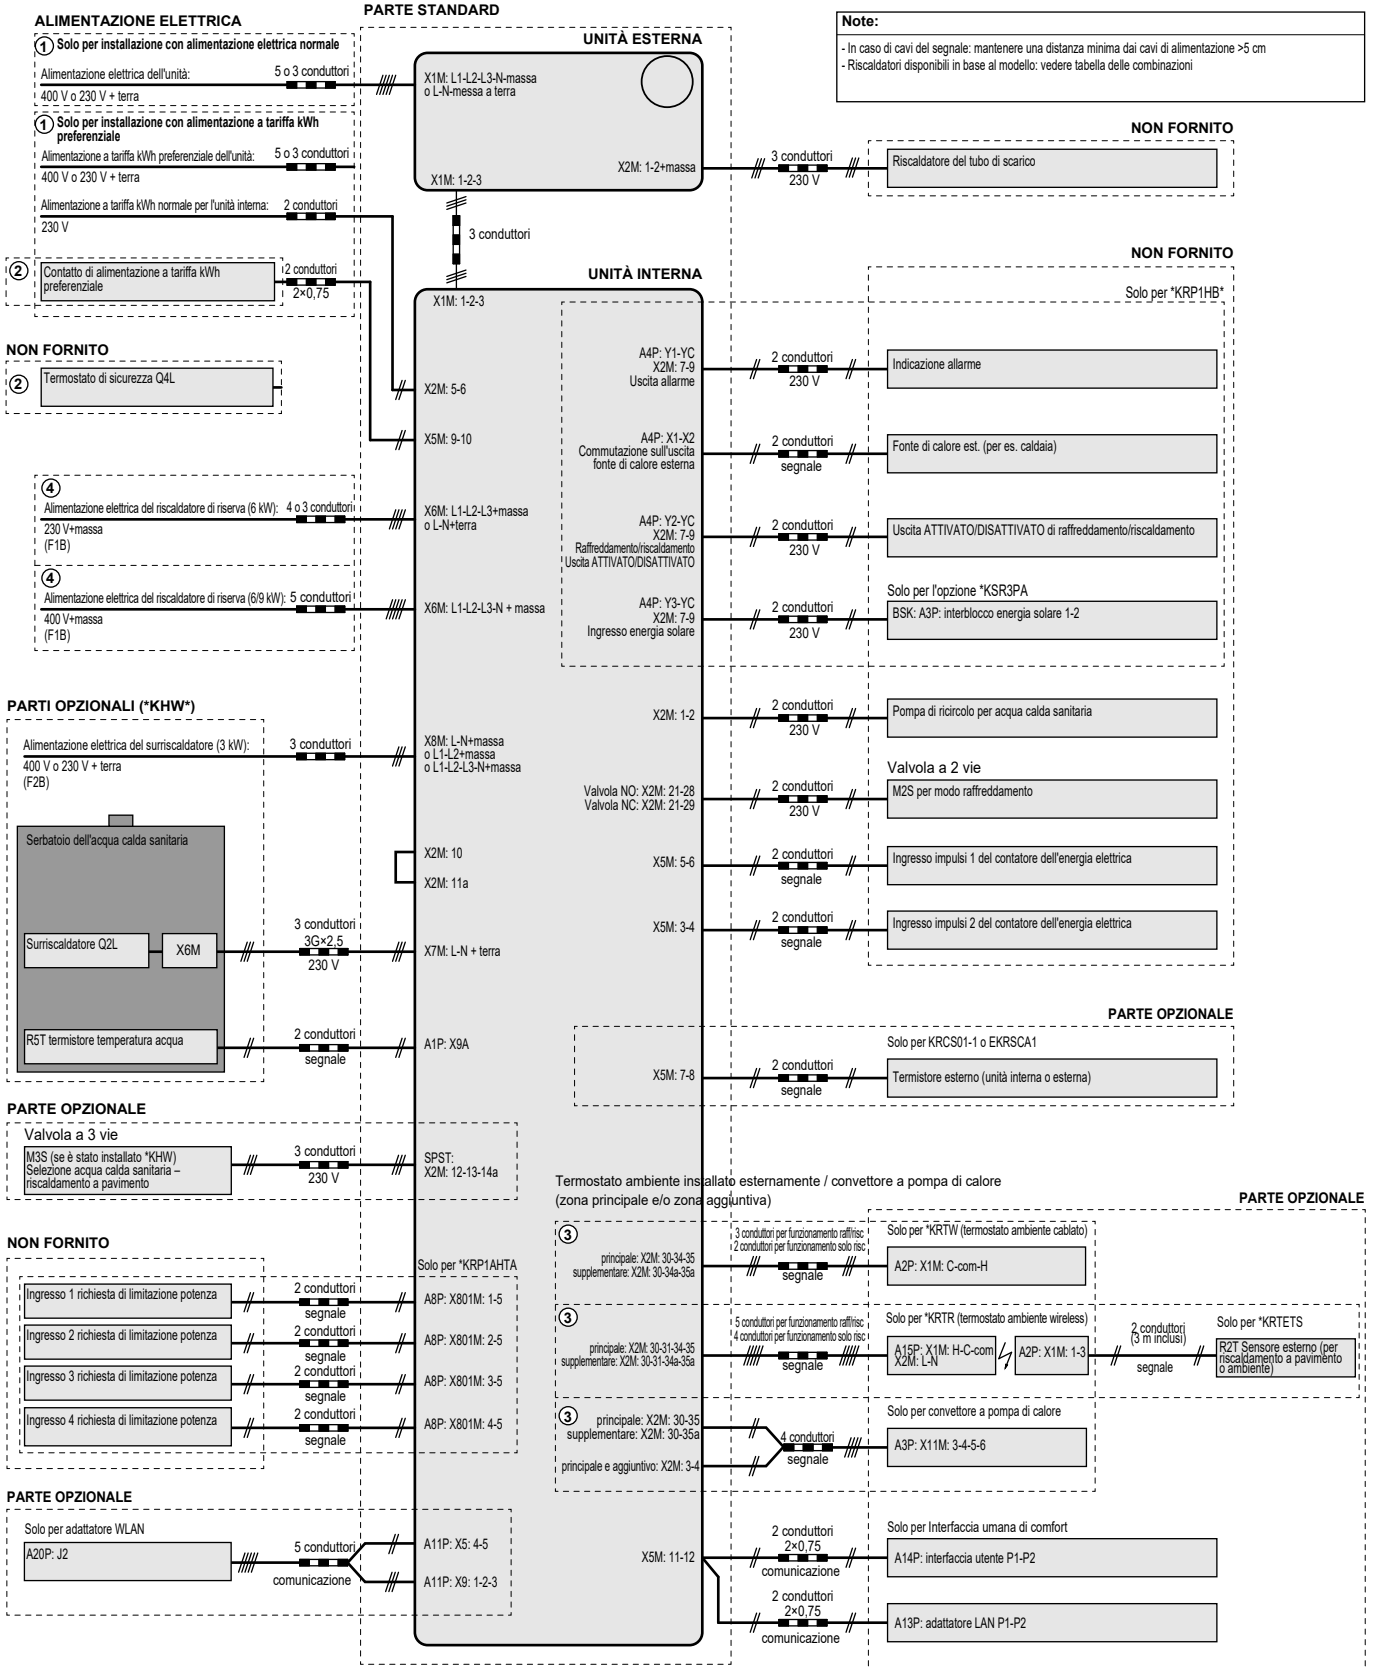 PARTE STANDARD
ALIMENTAZIONE ELETTRICA
1 Solo per installazione con alimentazione elettrica normale
Alimentazione elettrica dell'unità:
5 o 3 conduttori
400 V o 230 V + terra
1 Solo per installazione con alimentazione a tariffa kWh
preferenziale
Alimentazione a tariffa kWh preferenziale dell'unità:
5 o 3 conduttori
400 V o 230 V + terra
Alimentazione a tariffa kWh normale per l'unità interna:
2 conduttori
230 V
2
Contatto di alimentazione a tariffa kWh
preferenziale
2 conduttori
2×0,75
NON FORNITO
2
Termostato di sicurezza Q4L
4
Alimentazione elettrica del riscaldatore di riserva (6 kW):
4 o 3 conduttori
230 V+massa
(F1B)
4
Alimentazione elettrica del riscaldatore di riserva (6/9 kW):
5 conduttori
400 V+massa
(F1B)
PARTI OPZIONALI (*KHW*)
Alimentazione elettrica del surriscaldatore (3 kW):
3 conduttori
400 V o 230 V + terra
(F2B)
Serbatoio dell'acqua calda sanitaria
Surriscaldatore Q2L
X6M
3 conduttori
3G×2,5
230 V
R5T termistore temperatura acqua
2 conduttori
segnale
PARTE OPZIONALE
Valvola a 3 vie
M3S (se è stato installato *KHW)
Selezione acqua calda sanitaria –
riscaldamento a pavimento
3 conduttori
230 V
NON FORNITO
Ingresso 1 richiesta di limitazione potenza
2 conduttori
segnale
Ingresso 2 richiesta di limitazione potenza
2 conduttori
segnale
Ingresso 3 richiesta di limitazione potenza
2 conduttori
segnale
Ingresso 4 richiesta di limitazione potenza
2 conduttori
segnale
PARTE OPZIONALE
Solo per adattatore WLAN
A20P: J2
5 conduttori
comunicazione
UNITÀ ESTERNA
X1M: L1-L2-L3-N-massa
o L-N-messa a terra
X2M: 1-2+massa
X1M: 1-2-3
3 conduttori
UNITÀ INTERNA
X1M: 1-2-3
X2M: 5-6
X5M: 9-10
X6M: L1-L2-L3+massa
o L-N+terra
X6M: L1-L2-L3-N + massa
X8M: L-N+massa
o L1-L2+massa
o L1-L2-L3-N+massa
X2M: 10
X2M: 11a
X7M: L-N + terra
A1P: X9A
SPST:
X2M: 12-13-14a
Solo per *KRP1AHTA
A8P: X801M: 1-5
A8P: X801M: 2-5
A8P: X801M: 3-5
A8P: X801M: 4-5
A11P: X5: 4-5
A11P: X9: 1-2-3
A4P: Y1-YC
X2M: 7-9
Uscita allarme
A4P: X1-X2
Commutazione sull'uscita
fonte di calore esterna
A4P: Y2-YC
X2M: 7-9
Raffreddamento/riscaldamento
Uscita ATTIVATO/DISATTIVATO
A4P: Y3-YC
X2M: 7-9
Ingresso energia solare
X2M: 1-2
Valvola NO: X2M: 21-28
Valvola NC: X2M: 21-29
X5M: 5-6
X5M: 3-4
X5M: 7-8
Note:
- In caso di cavi del segnale: mantenere una distanza minima dai cavi di alimentazione >5 cm
- Riscaldatori disponibili in base al modello: vedere tabella delle combinazioni
NON FORNITO
3 conduttori
230 V
Riscaldatore del tubo di scarico
NON FORNITO
Solo per *KRP1HB*
2 conduttori
230 V
Indicazione allarme
2 conduttori
segnale
Fonte di calore est. (per es. caldaia)
2 conduttori
230 V
Uscita ATTIVATO/DISATTIVATO di raffreddamento/riscaldamento
Solo per l'opzione *KSR3PA
2 conduttori
230 V
BSK: A3P: interblocco energia solare 1-2
2 conduttori
230 V
Pompa di ricircolo per acqua calda sanitaria
Valvola a 2 vie
2 conduttori
230 V
M2S per modo raffreddamento
2 conduttori
segnale
Ingresso impulsi 1 del contatore dell'energia elettrica
2 conduttori
segnale
Ingresso impulsi 2 del contatore dell'energia elettrica
PARTE OPZIONALE
Solo per KRCS01-1 o EKRSCA1
2 conduttori
segnale
Termistore esterno (unità interna o esterna)
Termostato ambiente installato esternamente / convettore a pompa di calore
(zona principale e/o zona aggiuntiva)
PARTE OPZIONALE
3
principale: X2M: 30-34-35
supplementare: X2M: 30-34a-35a
3 conduttori per funzionamento raff/risc
2 conduttori per funzionamento solo risc
segnale
Solo per *KRTW (termostato ambiente cablato)
A2P: X1M: C-com-H
3
principale: X2M: 30-31-34-35
supplementare: X2M: 30-31-34a-35a
5 conduttori per funzionamento raff/risc
4 conduttori per funzionamento solo risc
segnale
Solo per *KRTR (termostato ambiente wireless)
A15P: X1M: H-C-com
X2M: L-N
A2P: X1M: 1-3
2 conduttori
(3 m inclusi)
segnale
Solo per *KRTETS
R2T Sensore esterno (per
riscaldamento a pavimento
o ambiente)
3
principale: X2M: 30-35
supplementare: X2M: 30-35a
principale e aggiuntivo: X2M: 3-4
4 conduttori
segnale
Solo per convettore a pompa di calore
A3P: X11M: 3-4-5-6
X5M: 11-12
2 conduttori
2×0,75
comunicazione
Solo per Interfaccia umana di comfort
A14P: interfaccia utente P1-P2
2 conduttori
2×0,75
comunicazione
A13P: adattatore LAN P1-P2